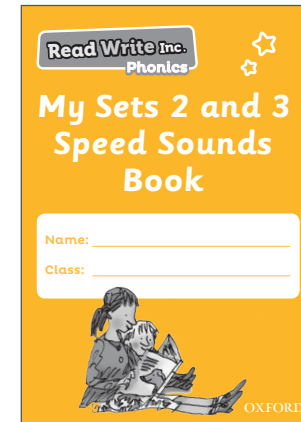 Read Write Inc.
Phonics
My Sets 2 and 3
Speed Sounds
Book
Name:
Class:
OXFORD